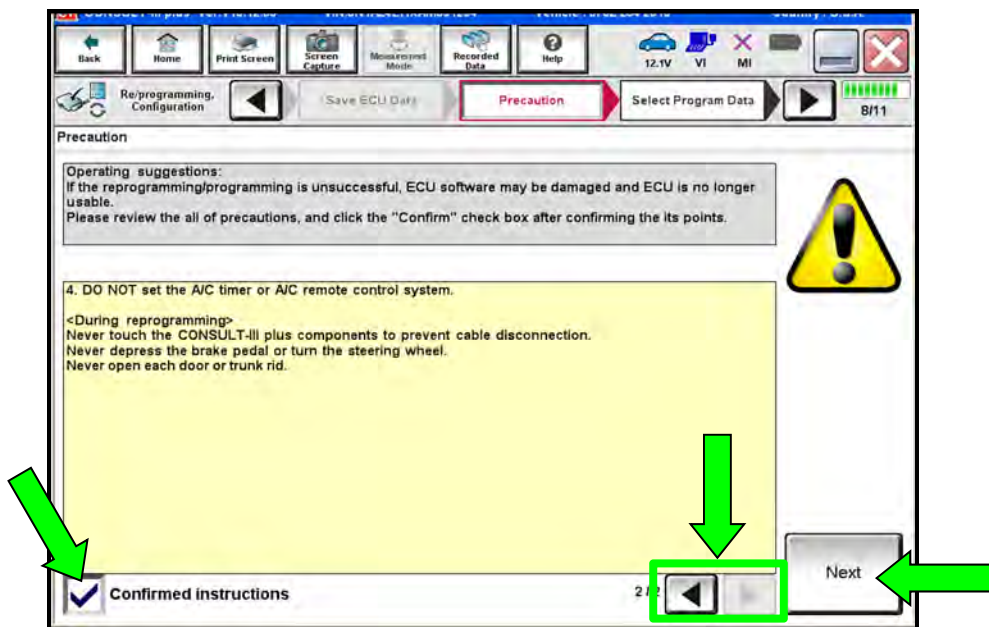 Back
Home
Print Screen
Screen Capture
Measurement Mode
Recorded Data
Help
12.1V
VI
MI
Re/programming, Configuration
Save ECU Data
Precaution
Select Program Data
8/11
Precaution
Operating suggestions:
If the reprogramming/programming is unsuccessful, ECU software may be damaged and ECU is no longer
usable.
Please review the all of precautions, and click the "Confirm" check box after confirming the its points.
4. DO NOT set the A/C timer or A/C remote control system.
<During reprogramming>
Never touch the CONSULT-III plus components to prevent cable disconnection.
Never depress the brake pedal or turn the steering wheel.
Never open each door or trunk rid.
Confirmed instructions
2/2
Next